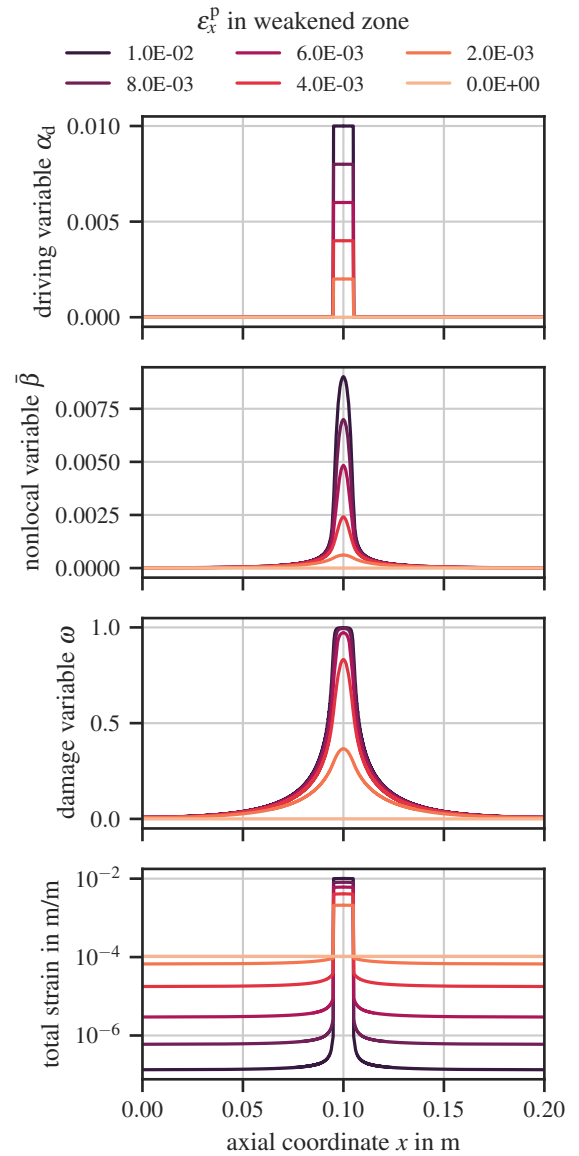 ε_x^p in weakened zone
1.0E-02 6.0E-03 2.0E-03
8.0E-03 4.0E-03 0.0E+00
driving variable α_d
0.010
0.005
0.000
nonlocal variable β̄
0.0075
0.0050
0.0025
0.0000
damage variable ω
1.0
0.5
0.0
total strain in m/m
10⁻²
10⁻⁴
10⁻⁶
0.00 0.05 0.10 0.15 0.20
axial coordinate x in m